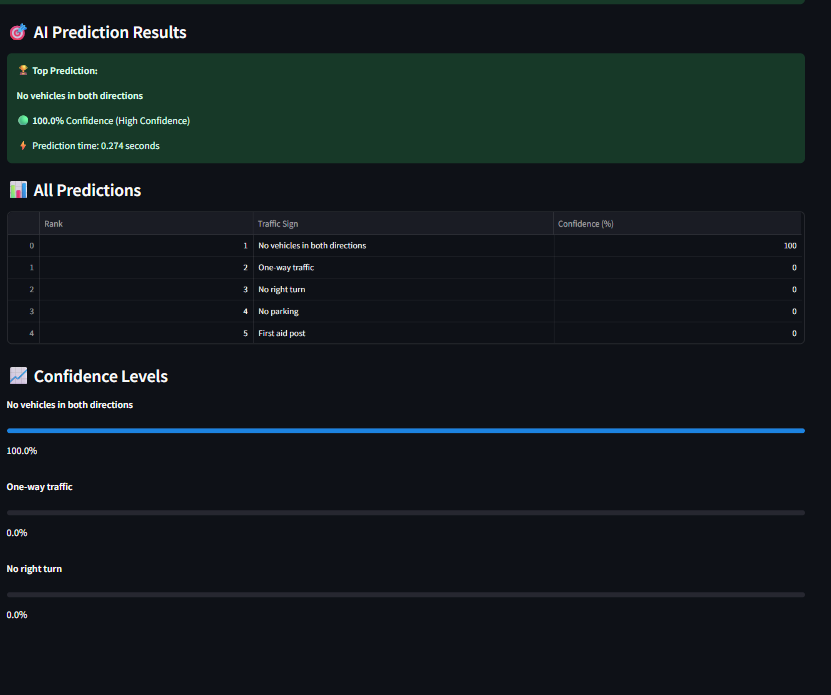 AI Prediction Results
Top Prediction:
No vehicles in both directions
100.0% Confidence (High Confidence)
Prediction time: 0.274 seconds
All Predictions
Rank Traffic Sign Confidence (%)
0 1 No vehicles in both directions 100
1 2 One-way traffic 0
2 3 No right turn 0
3 4 No parking 0
4 5 First aid post 0
Confidence Levels
No vehicles in both directions
100.0%
One-way traffic
0.0%
No right turn
0.0%